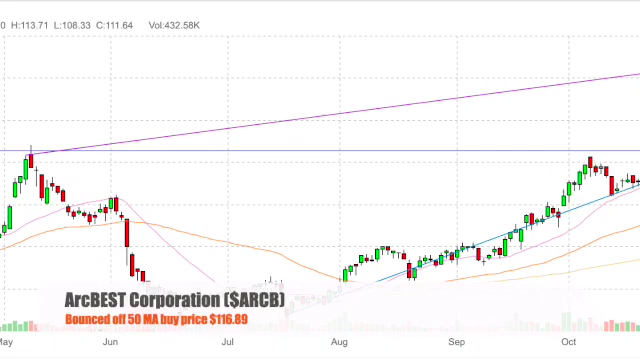 0 H:113.71 L:108.33 C:111.64 Vol:432.58K
ArcBEST Corporation ($ARCB)
Bounced off 50 MA buy price $116.89
May Jun Jul Aug Sep Oct